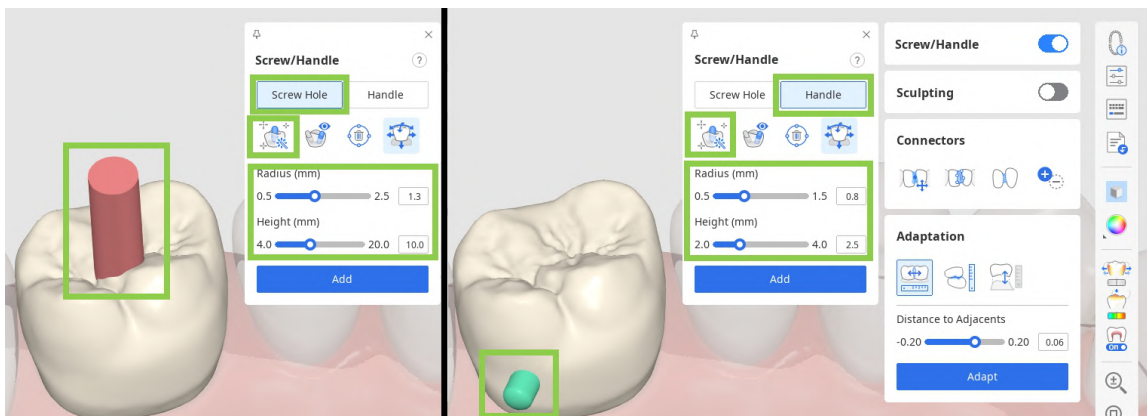 Screw/Handle
?
Screw Hole Handle
Radius (mm)
0.5 2.5 1.3
Height (mm)
4.0 20.0 10.0
Add
Screw/Handle
?
Screw Hole Handle
Radius (mm)
0.5 1.5 0.8
Height (mm)
2.0 4.0 2.5
Add
Screw/Handle
Sculpting
Connectors
Adaptation
Distance to Adjacents
-0.20 0.20 0.06
Adapt
On